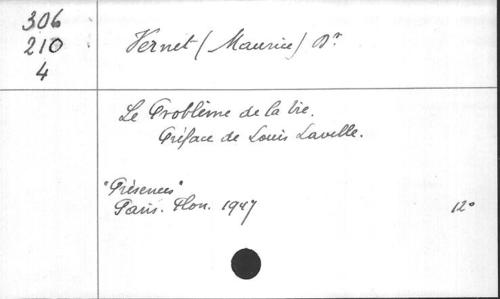 306
210
4
Vernet (Maurice) Dr
Le Problème de la Vie.
Préface de Louis Lavelle.
"Présences"
Paris. Plon. 1947
12°